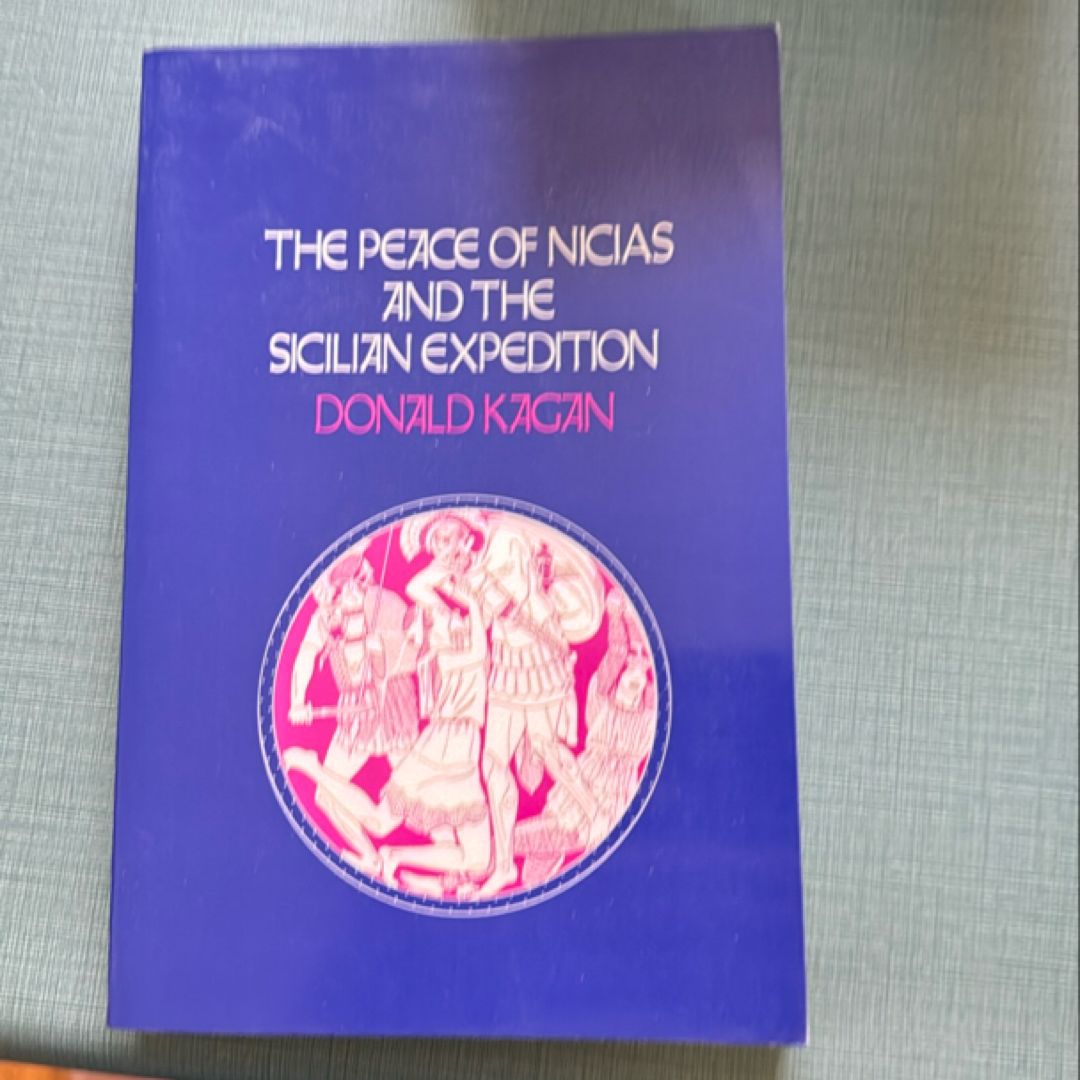 THE PEACE OF NICIAS
AND THE
SICILIAN EXPEDITION
DONALD KAGAN